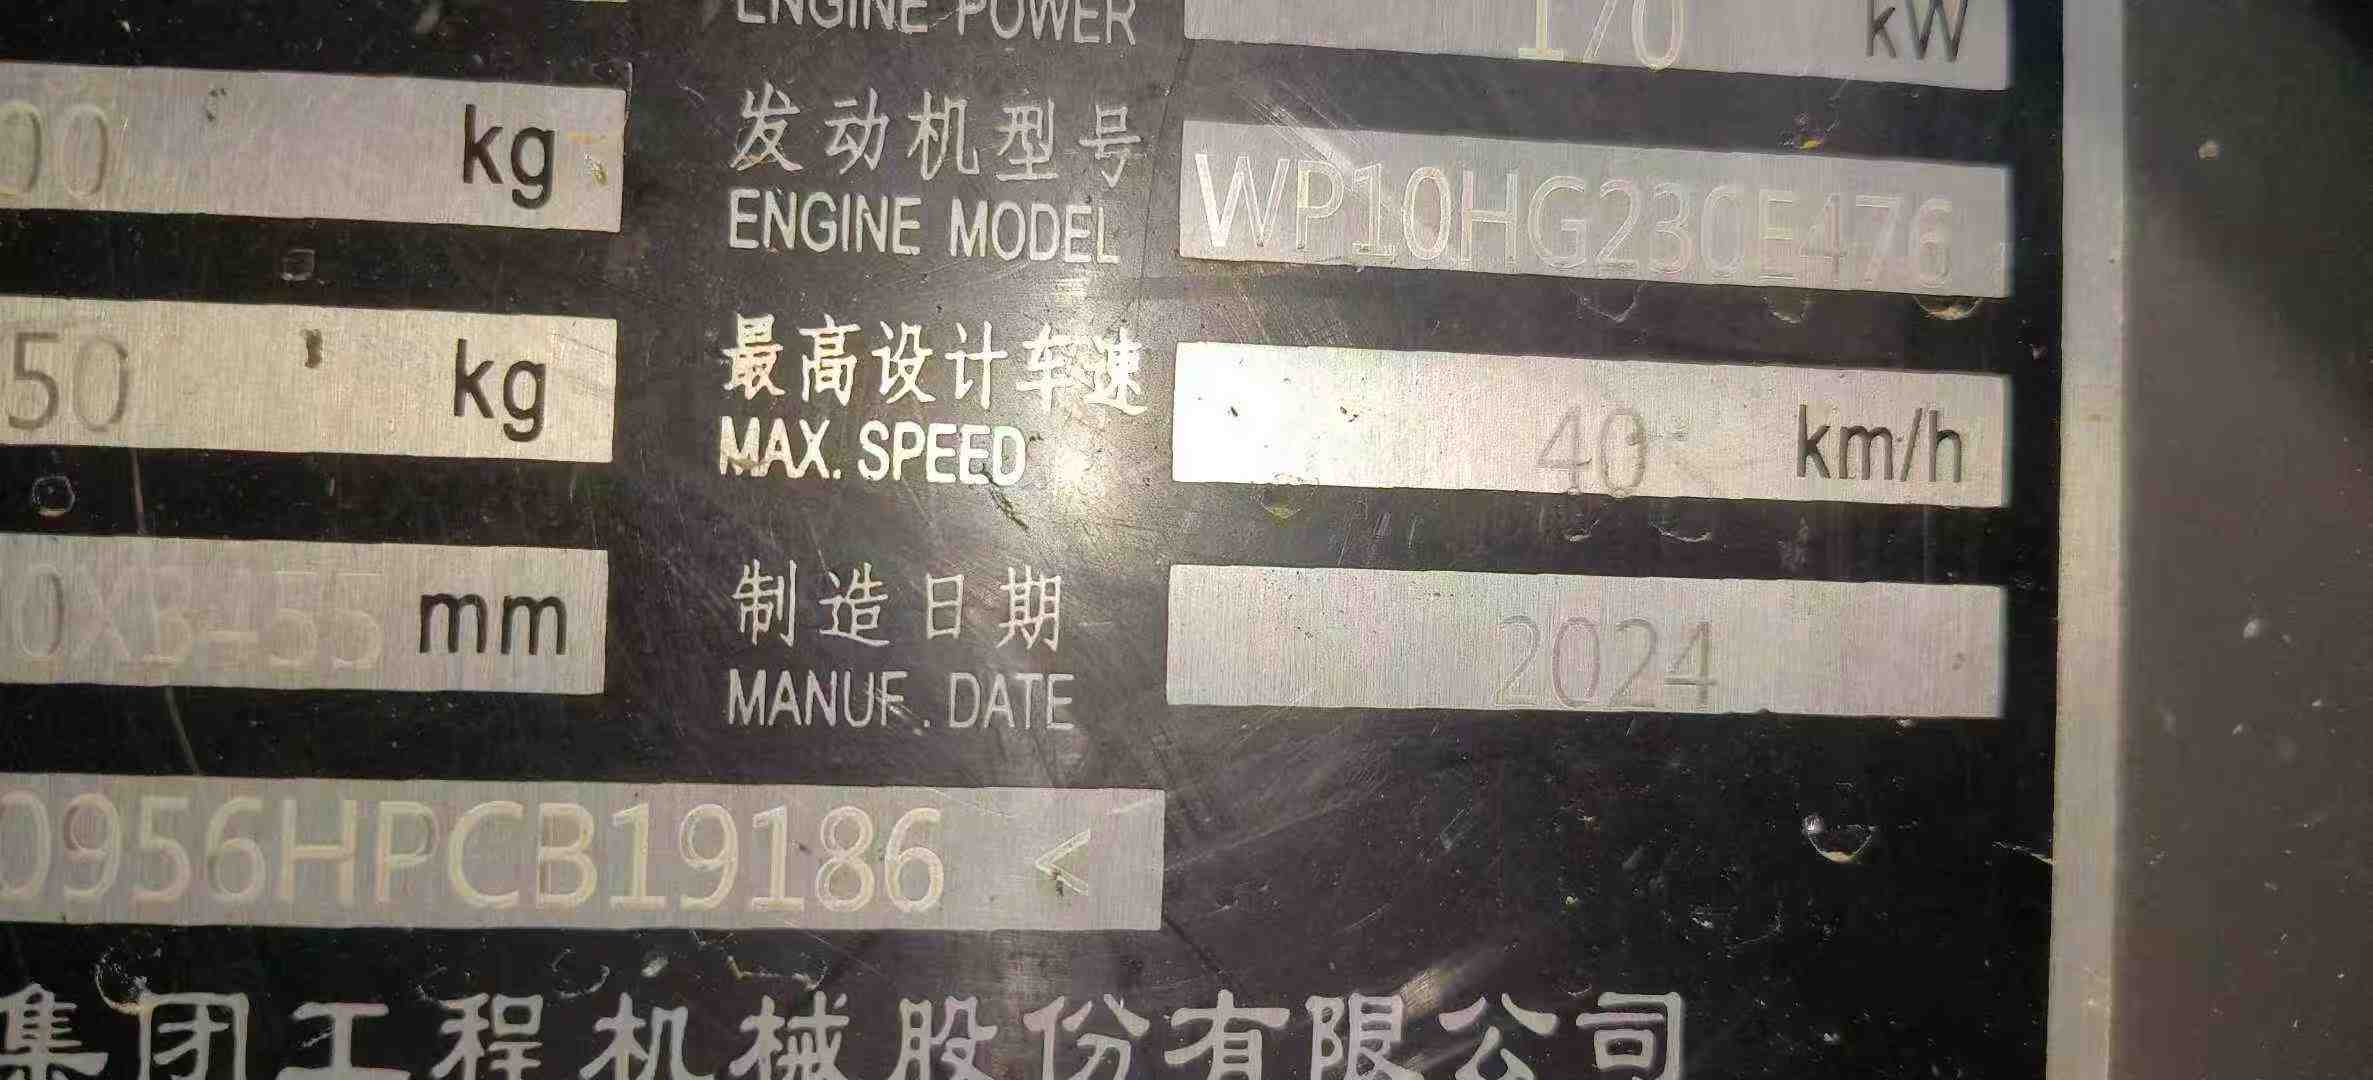 ENGINE POWER 170 kW
00 kg 发动机型号 WP10HG230E476
ENGINE MODEL
50 kg 最高设计车速 40 km/h
MAX. SPEED
mm 制造日期 2024
MANUF. DATE
0956HPCB19186 <
集团工程机械股份有限公司